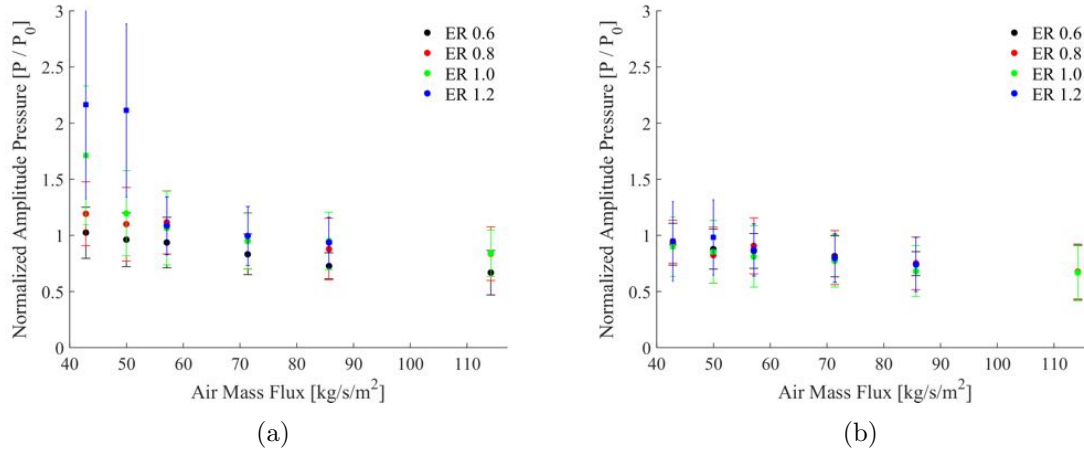 3
2.5
2
1.5
1
0.5
0
Normalized Amplitude Pressure [P / P0]
ER 0.6
ER 0.8
ER 1.0
ER 1.2
40 50 60 70 80 90 100 110
Air Mass Flux [kg/s/m²]
(a)
3
2.5
2
1.5
1
0.5
0
Normalized Amplitude Pressure [P / P0]
ER 0.6
ER 0.8
ER 1.0
ER 1.2
40 50 60 70 80 90 100 110
Air Mass Flux [kg/s/m²]
(b)